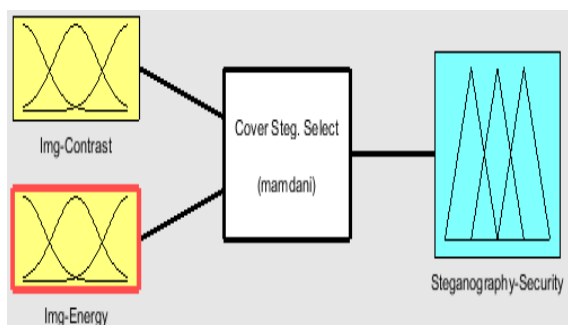 Img-Contrast
Cover Steg. Select
(mamdani)
Steganography-Security
Img-Energy